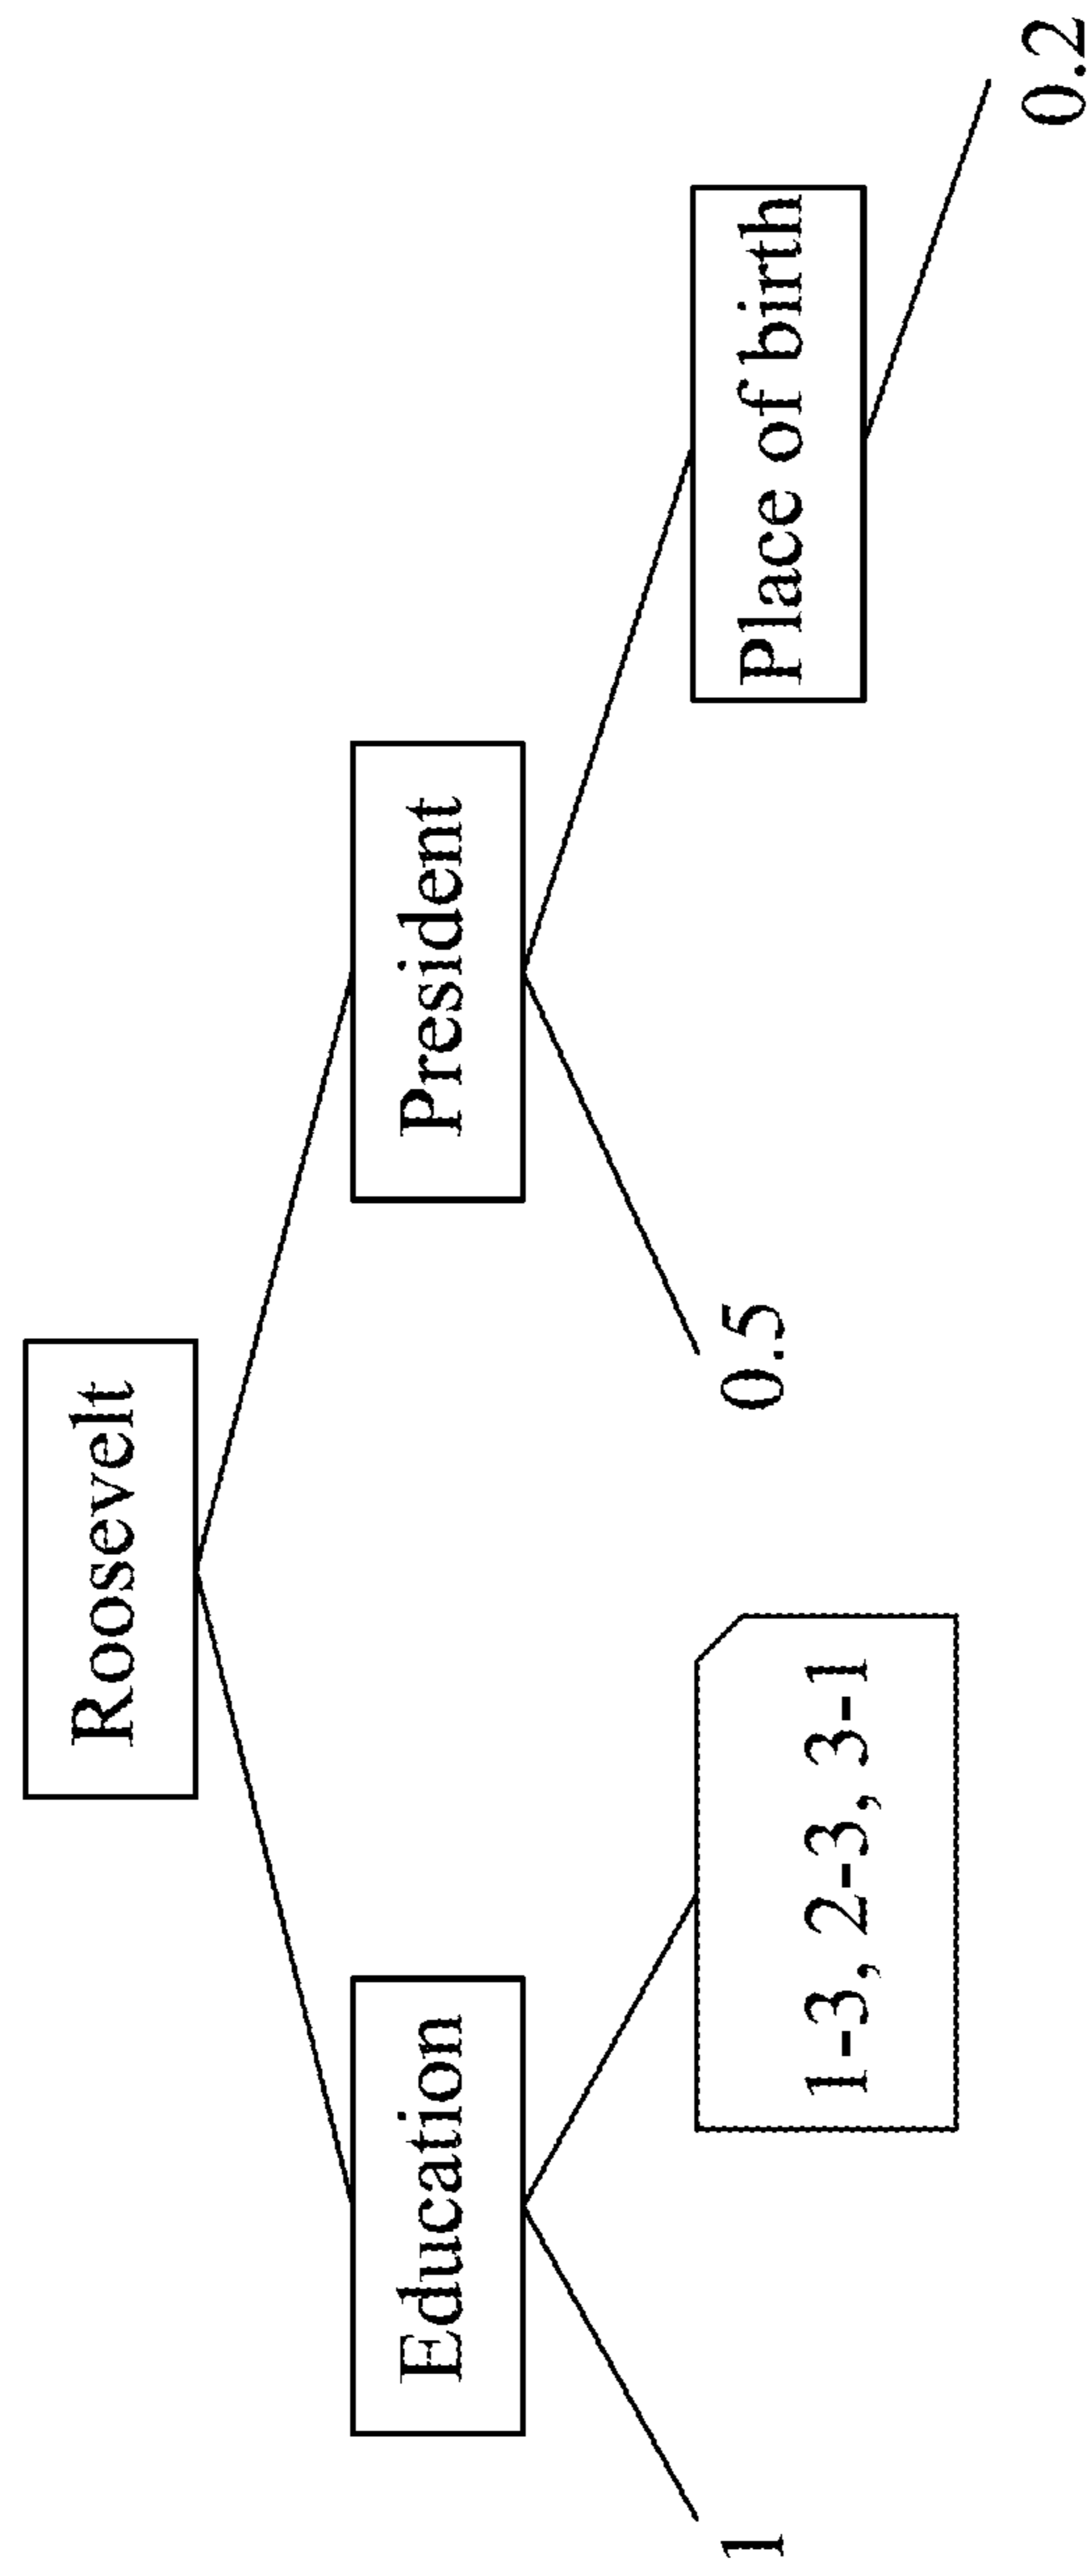 Roosevelt
Education
President
1
1-3, 2-3, 3-1
0.5
Place of birth
0.2